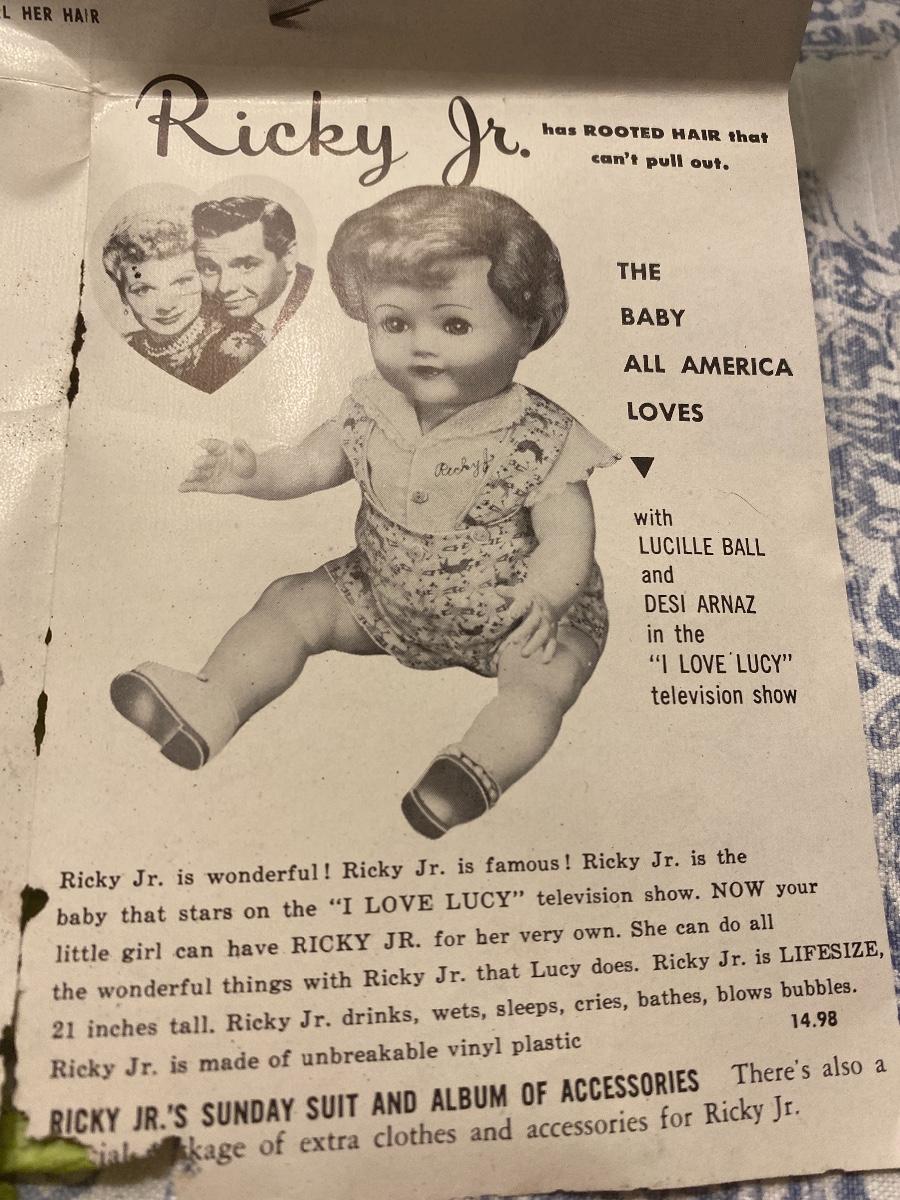 L HER HAIR
Ricky Jr. has ROOTED HAIR that
can't pull out.
THE
BABY
ALL AMERICA
LOVES
Ricky Jr
with
LUCILLE BALL
and
DESI ARNAZ
in the
"I LOVE LUCY"
television show
Ricky Jr. is wonderful! Ricky Jr. is famous! Ricky Jr. is the
baby that stars on the "I LOVE LUCY" television show. NOW your
little girl can have RICKY JR. for her very own. She can do all
the wonderful things with Ricky Jr. that Lucy does. Ricky Jr. is LIFESIZE,
21 inches tall. Ricky Jr. drinks, wets, sleeps, cries, bathes, blows bubbles.
Ricky Jr. is made of unbreakable vinyl plastic 14.98
RICKY JR.'S SUNDAY SUIT AND ALBUM OF ACCESSORIES There's also a
of extra clothes and accessories for Ricky Jr.